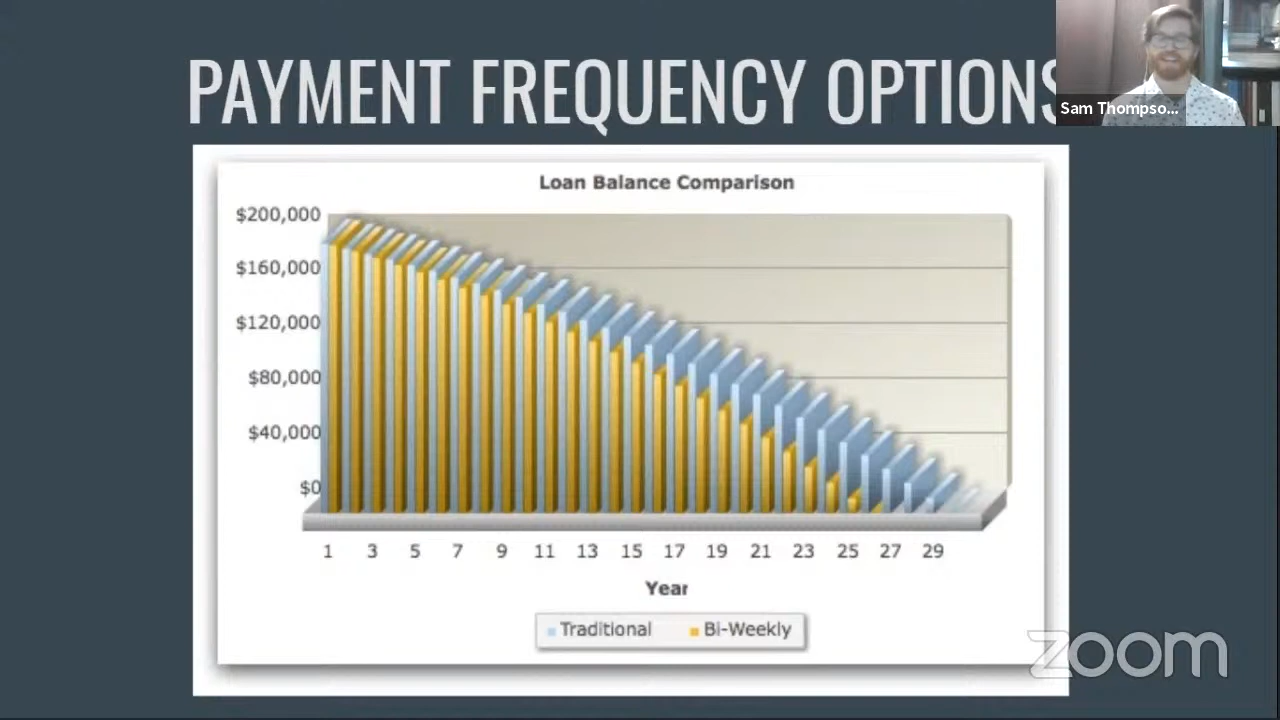 PAYMENT FREQUENCY OPTIONS
Sam Thompso...
Loan Balance Comparison
$200,000
$160,000
$120,000
$80,000
$40,000
$0
1 3 5 7 9 11 13 15 17 19 21 23 25 27 29
Year
Traditional Bi-Weekly
zoom